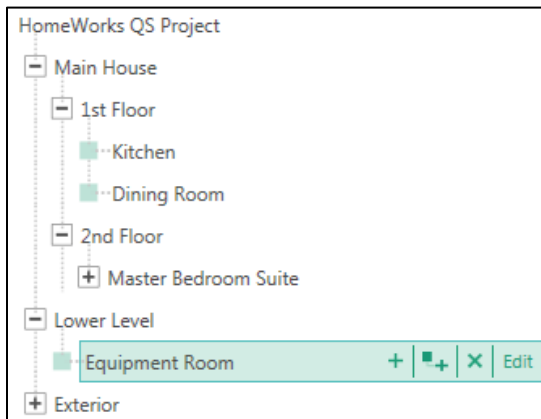 HomeWorks QS Project
Main House
1st Floor
Kitchen
Dining Room
2nd Floor
Master Bedroom Suite
Lower Level
Equipment Room Edit
Exterior